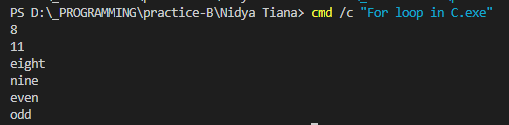 PS D:\_PROGRAMMING\practice-B\Nidya Tiana> cmd /c "For loop in C.exe"
8
11
eight
nine
even
odd